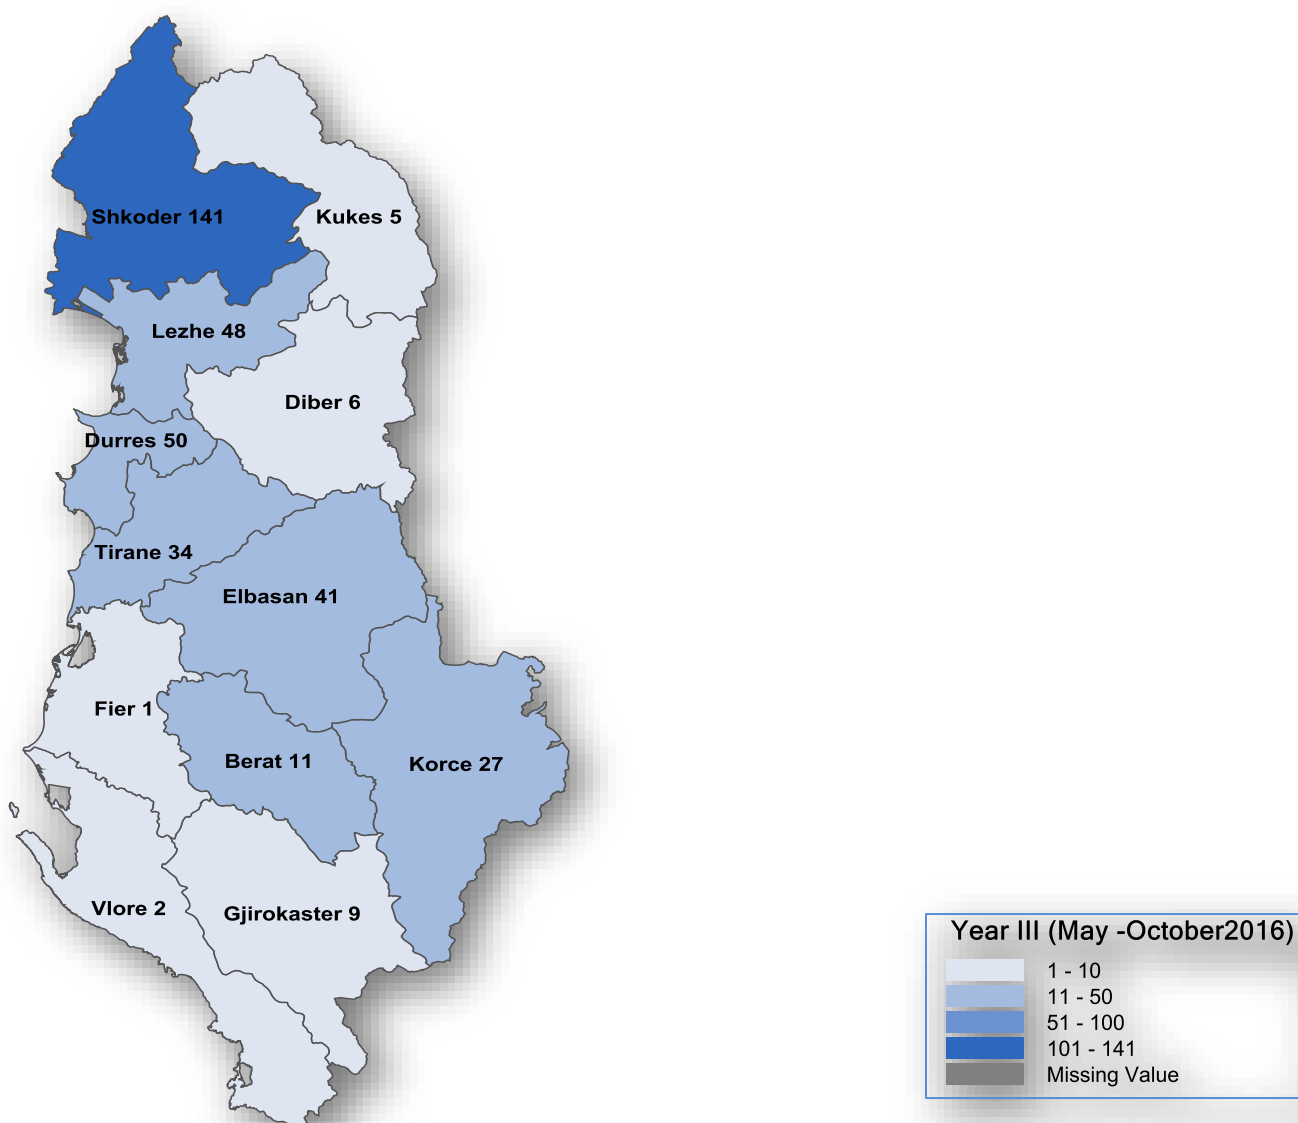 Shkoder 141
Kukes 5
Lezhe 48
Diber 6
Durres 50
Tirane 34
Elbasan 41
Fier 1
Berat 11
Korce 27
Vlore 2
Gjirokaster 9
Year III (May -October2016)
1 - 10
11 - 50
51 - 100
101 - 141
Missing Value